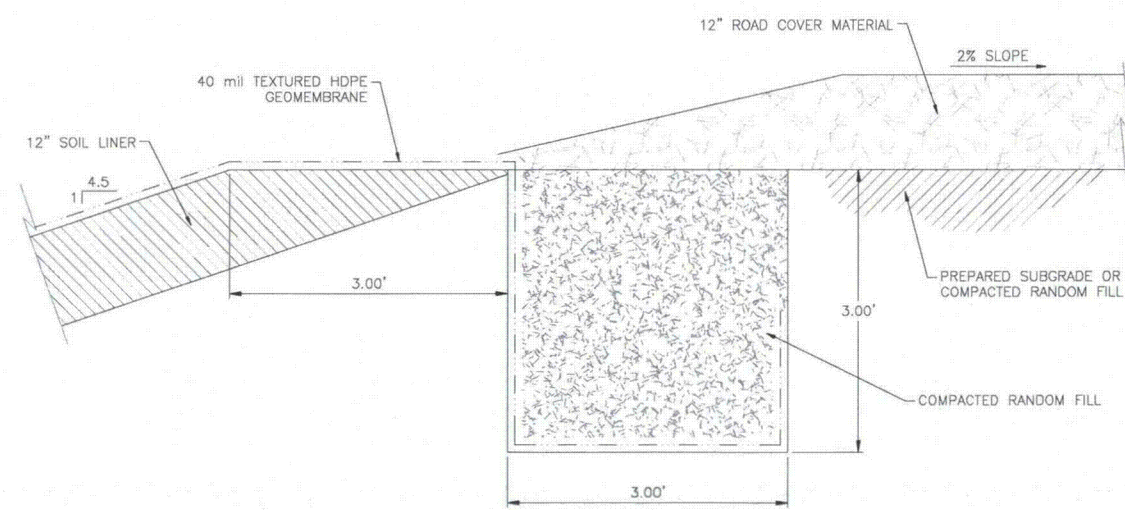 12" ROAD COVER MATERIAL
2% SLOPE
40 mil TEXTURED HDPE
GEOMEMBRANE
12" SOIL LINER
4.5
1
3.00'
PREPARED SUBGRADE OR
COMPACTED RANDOM FILL
3.00'
COMPACTED RANDOM FILL
3.00'